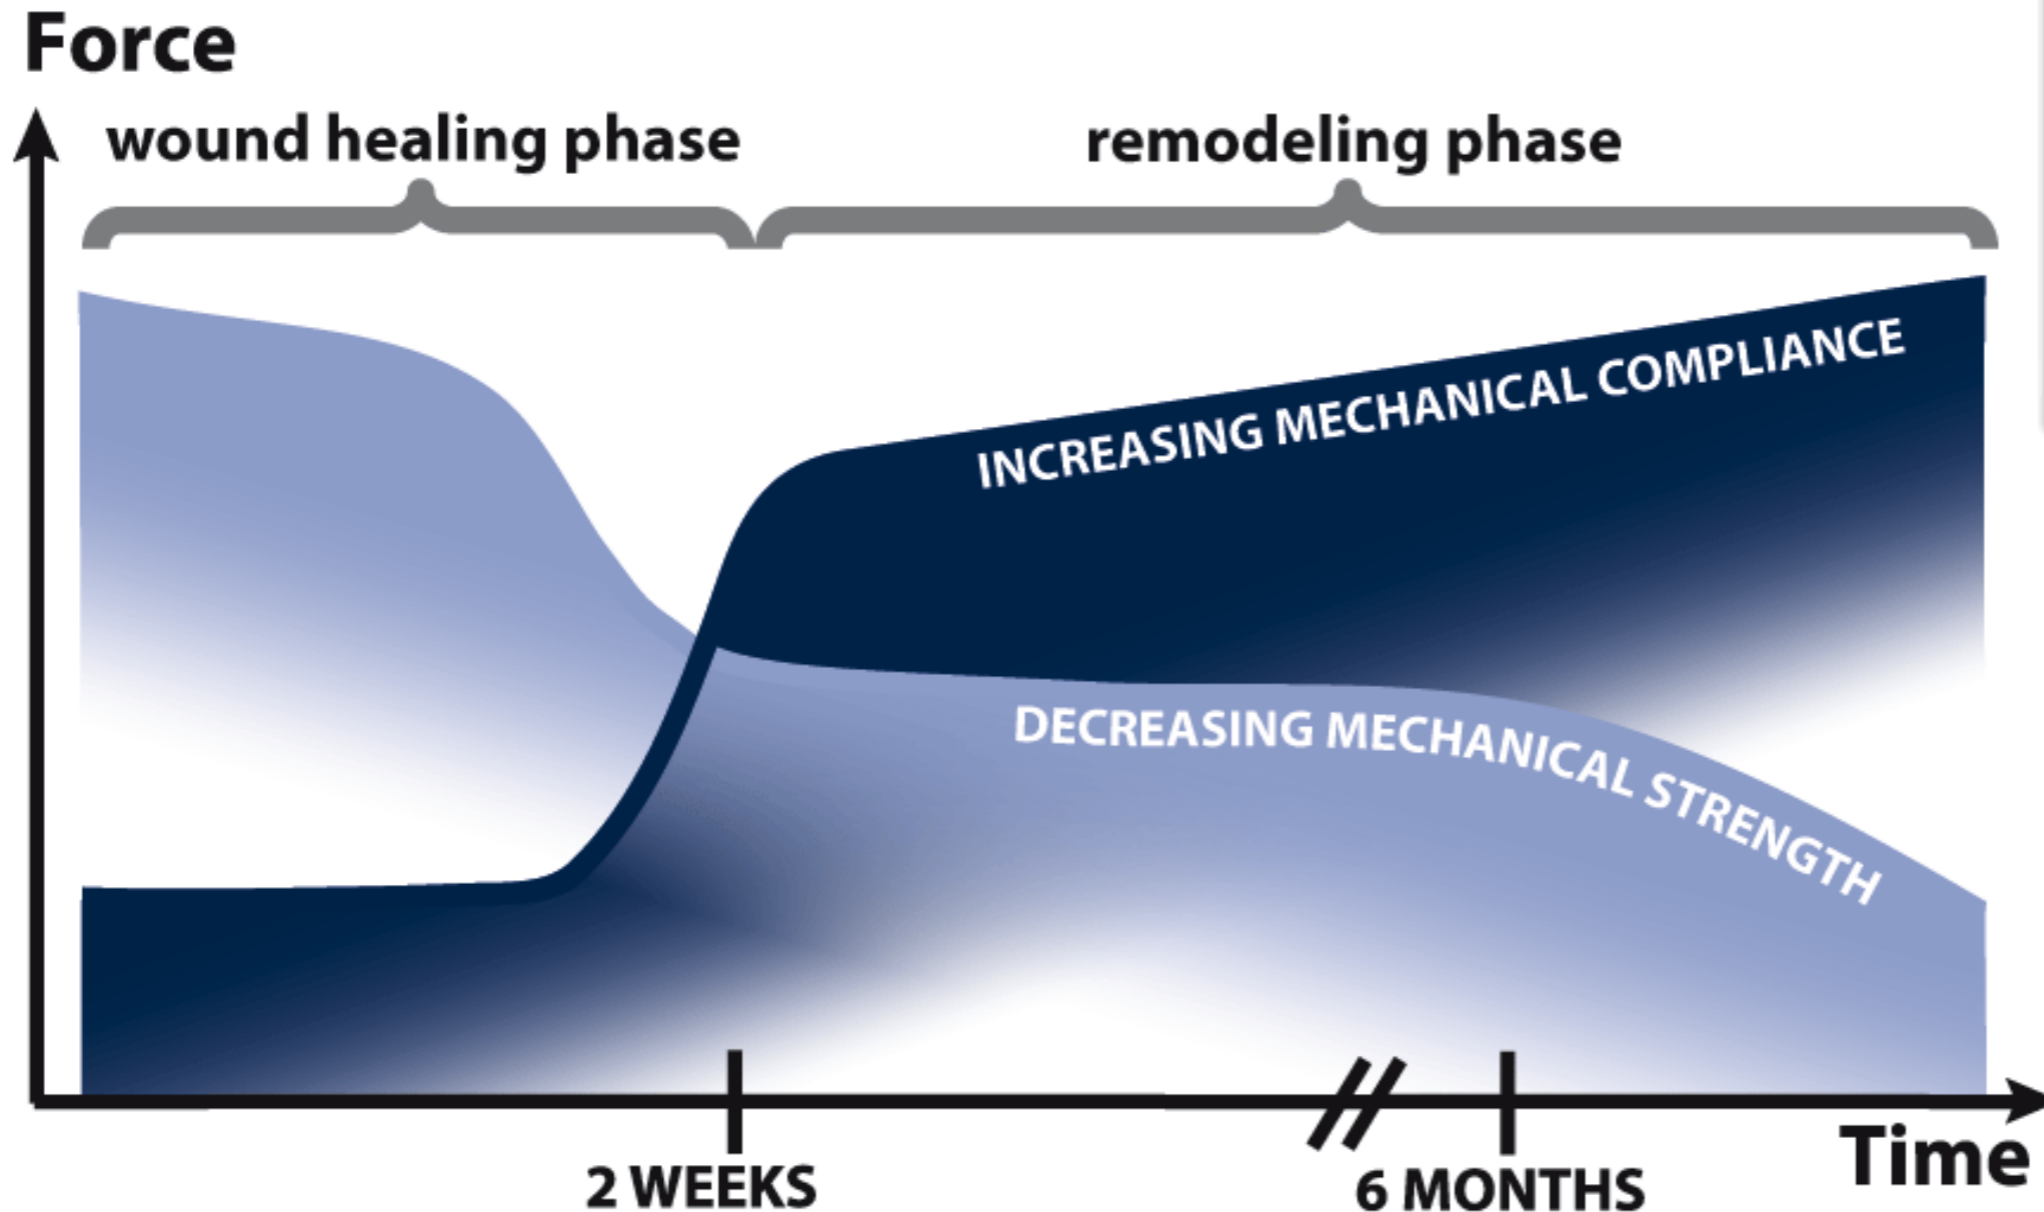 Force
wound healing phase
remodeling phase
INCREASING MECHANICAL COMPLIANCE
DECREASING MECHANICAL STRENGTH
2 WEEKS
6 MONTHS
Time